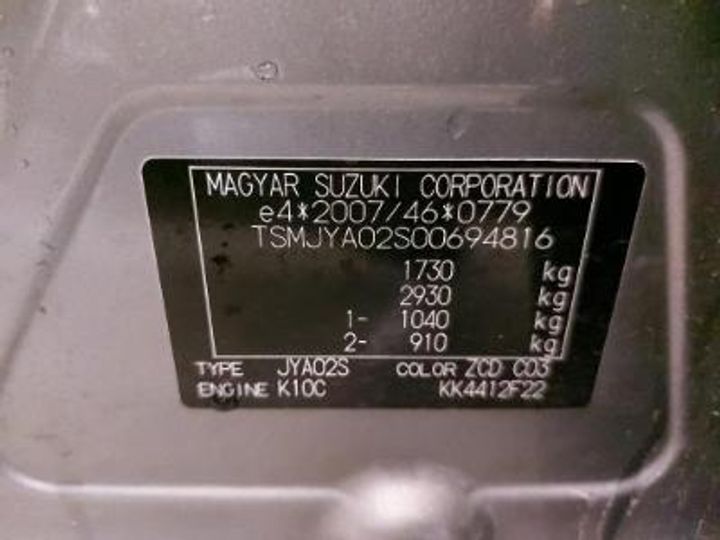 MAGYAR SUZUKI CORPORATION
e4*2007/46*0779
TSMJYA02S00694816
1730 kg
2930 kg
1- 1040 kg
2- 910 kg
TYPE JYA02S COLOR ZCD C03
ENGINE K10C KK4412F22